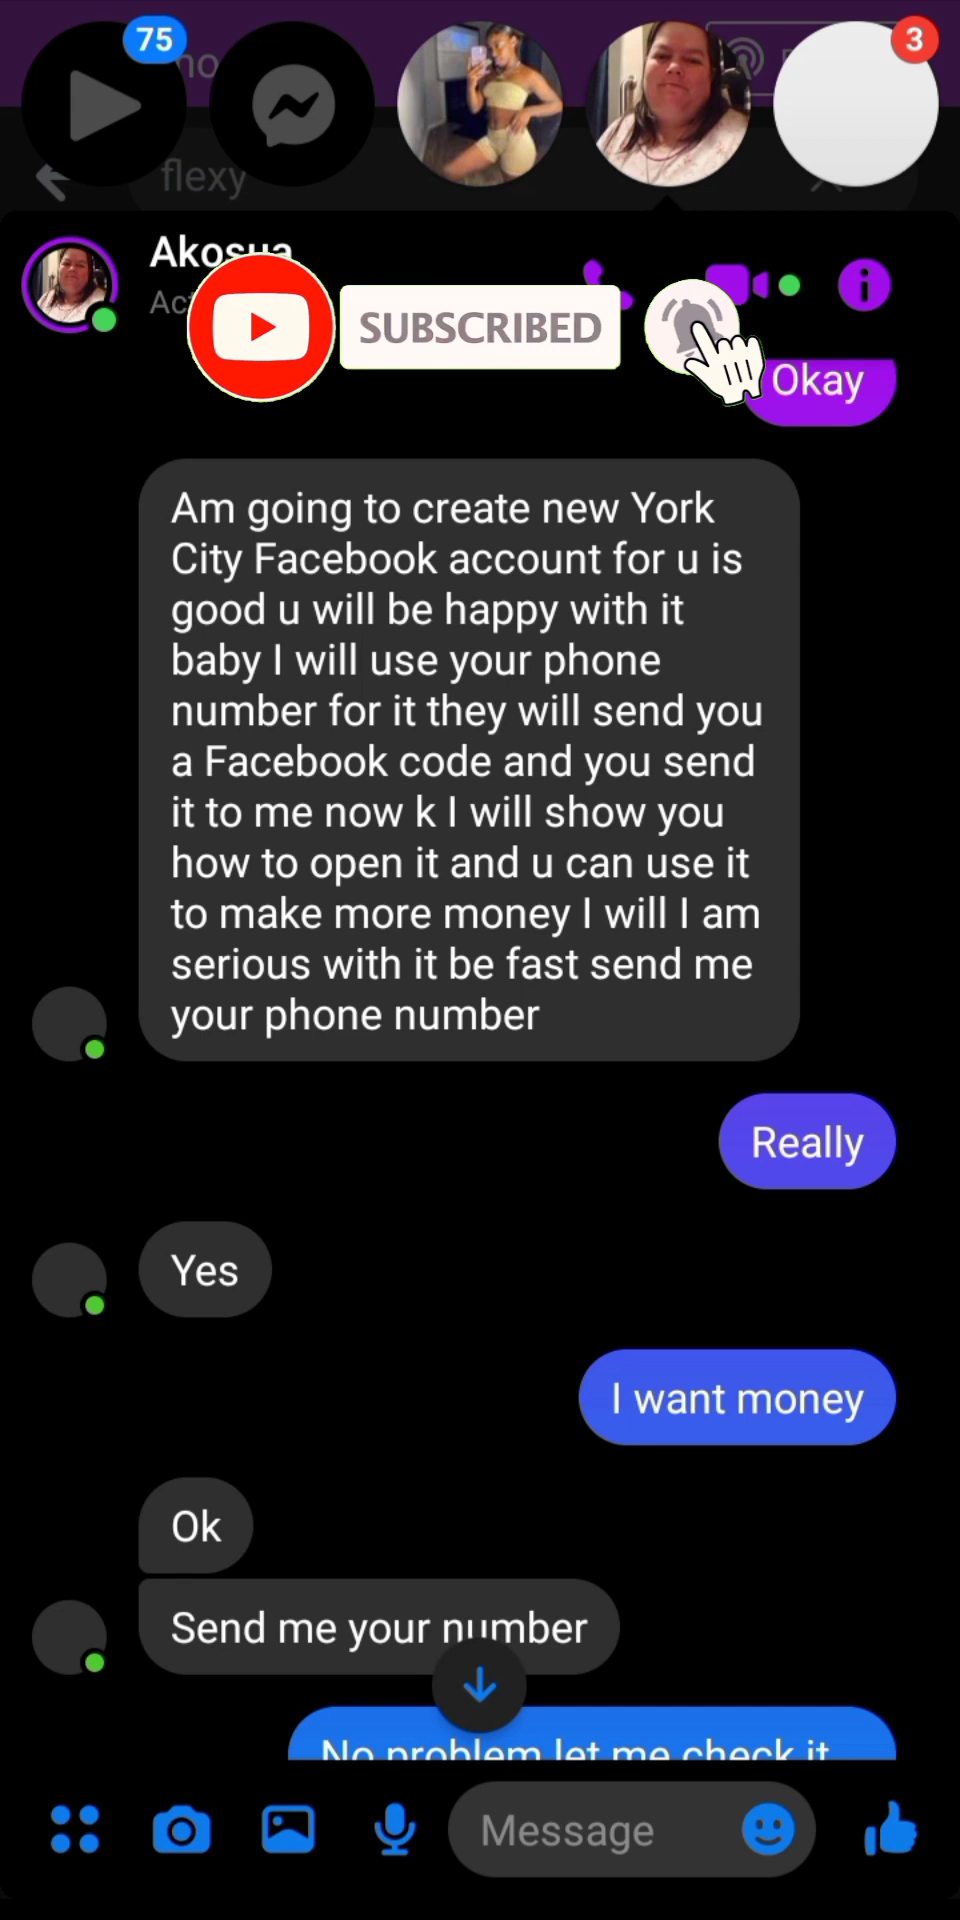 75
no
3
flexy
Akosua
Act
SUBSCRIBED
Okay
Am going to create new York
City Facebook account for u is
good u will be happy with it
baby I will use your phone
number for it they will send you
a Facebook code and you send
it to me now k I will show you
how to open it and u can use it
to make more money I will I am
serious with it be fast send me
your phone number
Really
Yes
I want money
Ok
Send me your number
No problem let me check it
Message